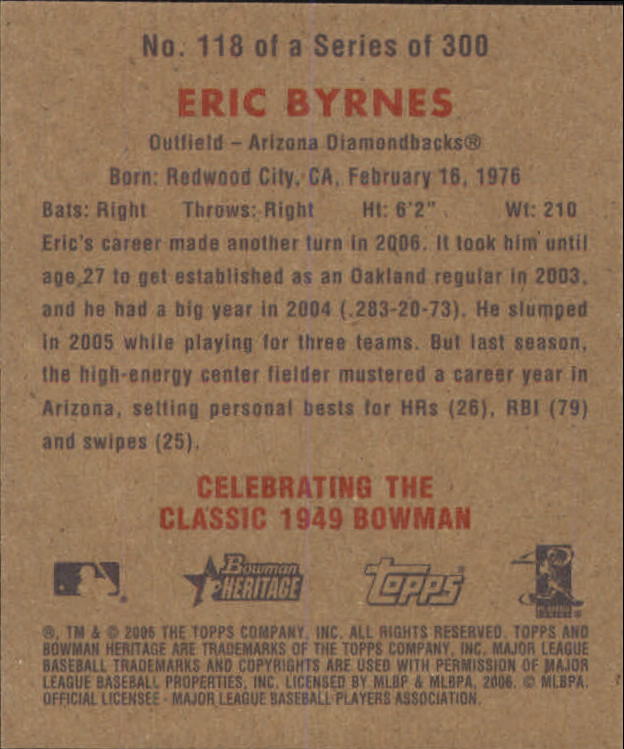 No. 118 of a Series of 300
ERIC BYRNES
Outfield – Arizona Diamondbacks®
Born: Redwood City, CA, February 16, 1976
Bats: Right Throws: Right Ht: 6'2" Wt: 210
Eric's career made another turn in 2006. It took him until
age 27 to get established as an Oakland regular in 2003,
and he had a big year in 2004 (.283-20-73). He slumped
in 2005 while playing for three teams. But last season,
the high-energy center fielder mustered a career year in
Arizona, setting personal bests for HRs (26), RBI (79)
and swipes (25).
CELEBRATING THE
CLASSIC 1949 BOWMAN
Bowman
HERITAGE
topps
®, TM & © 2006 THE TOPPS COMPANY, INC. ALL RIGHTS RESERVED. TOPPS AND
BOWMAN HERITAGE ARE TRADEMARKS OF THE TOPPS COMPANY, INC. MAJOR LEAGUE
BASEBALL TRADEMARKS AND COPYRIGHTS ARE USED WITH PERMISSION OF MAJOR
LEAGUE BASEBALL PROPERTIES, INC. LICENSED BY MLBP & MLBPA, 2006. © MLBPA.
OFFICIAL LICENSEE - MAJOR LEAGUE BASEBALL PLAYERS ASSOCIATION.